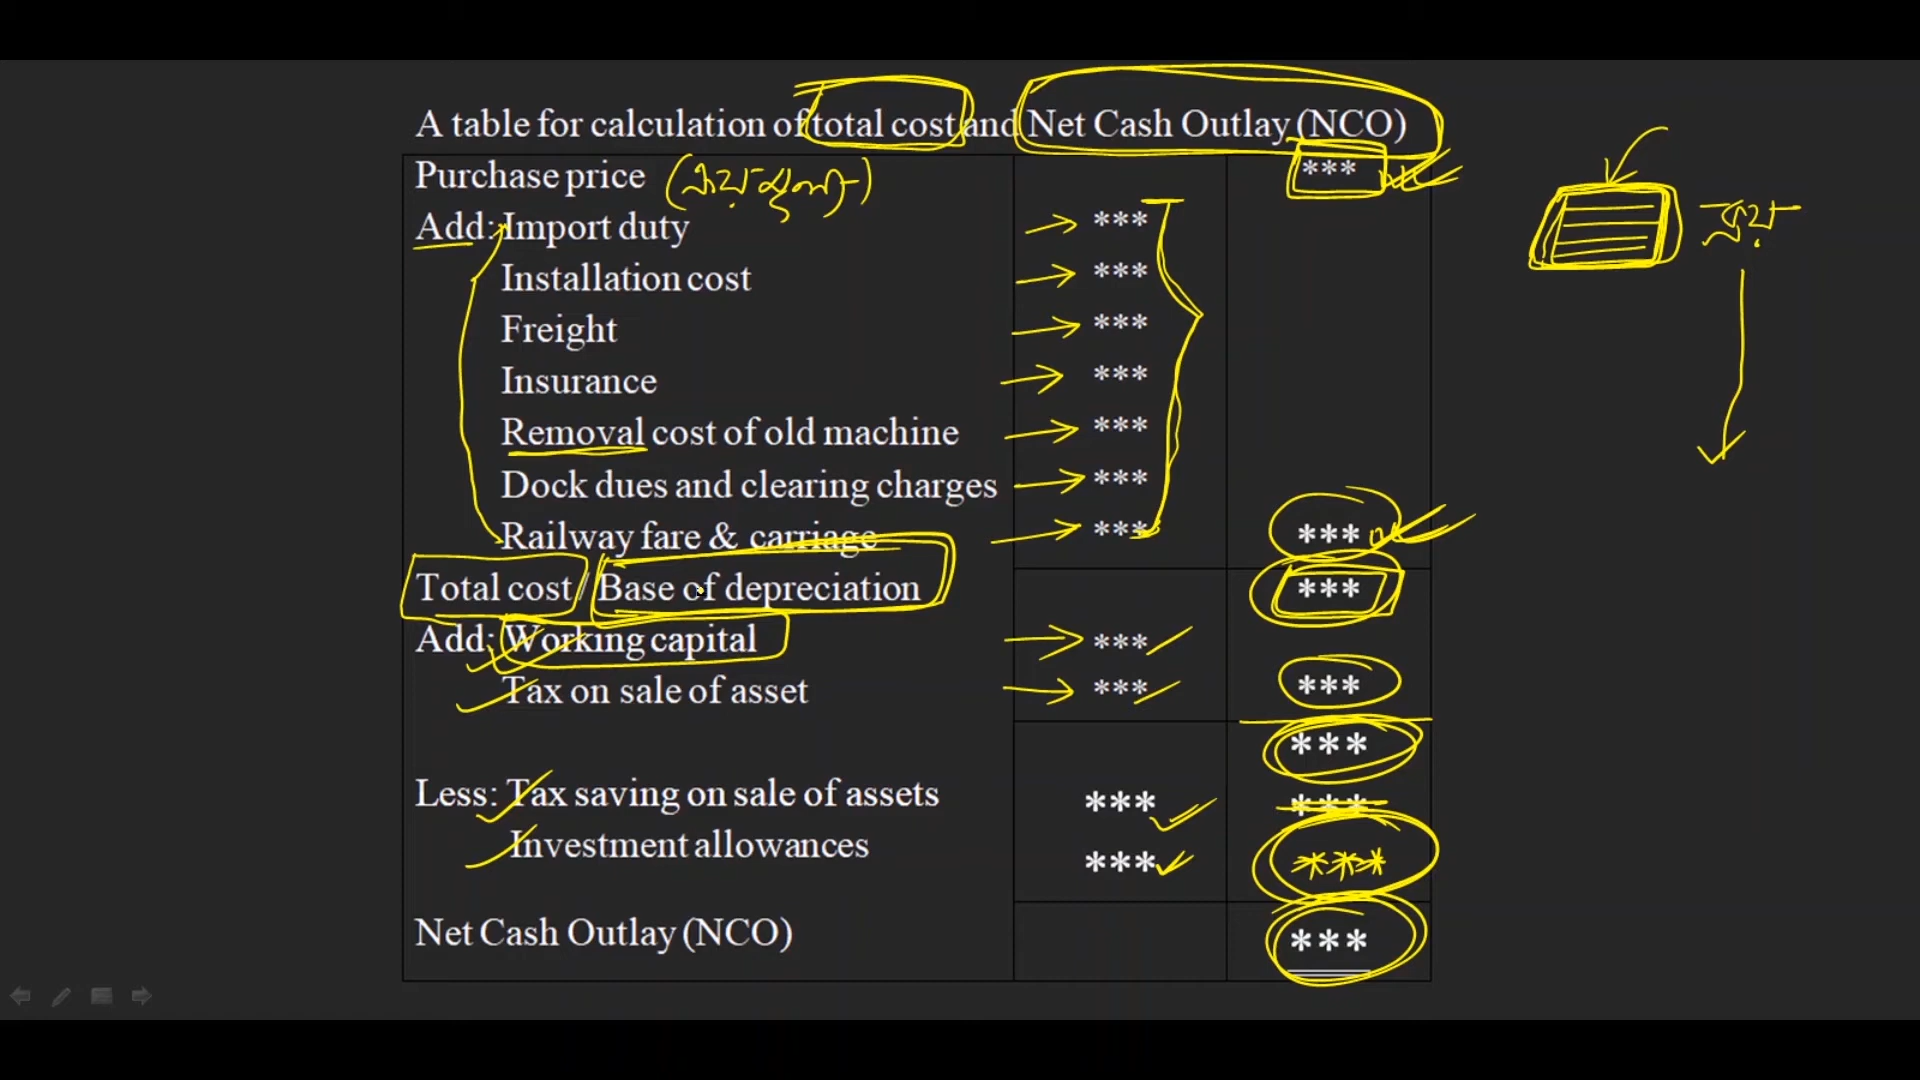 A table for calculation of total cost and Net Cash Outlay (NCO)
Purchase price (ক্রয়মূল্য) ***
Add: Import duty ***
Installation cost ***
Freight ***
Insurance ***
Removal cost of old machine ***
Dock dues and clearing charges ***
Railway fare & carriage *** ***
Total cost / Base of depreciation ***
Add: Working capital ***
Tax on sale of asset *** ***
***
Less: Tax saving on sale of assets *** ***
Investment allowances *** ***
Net Cash Outlay (NCO) ***